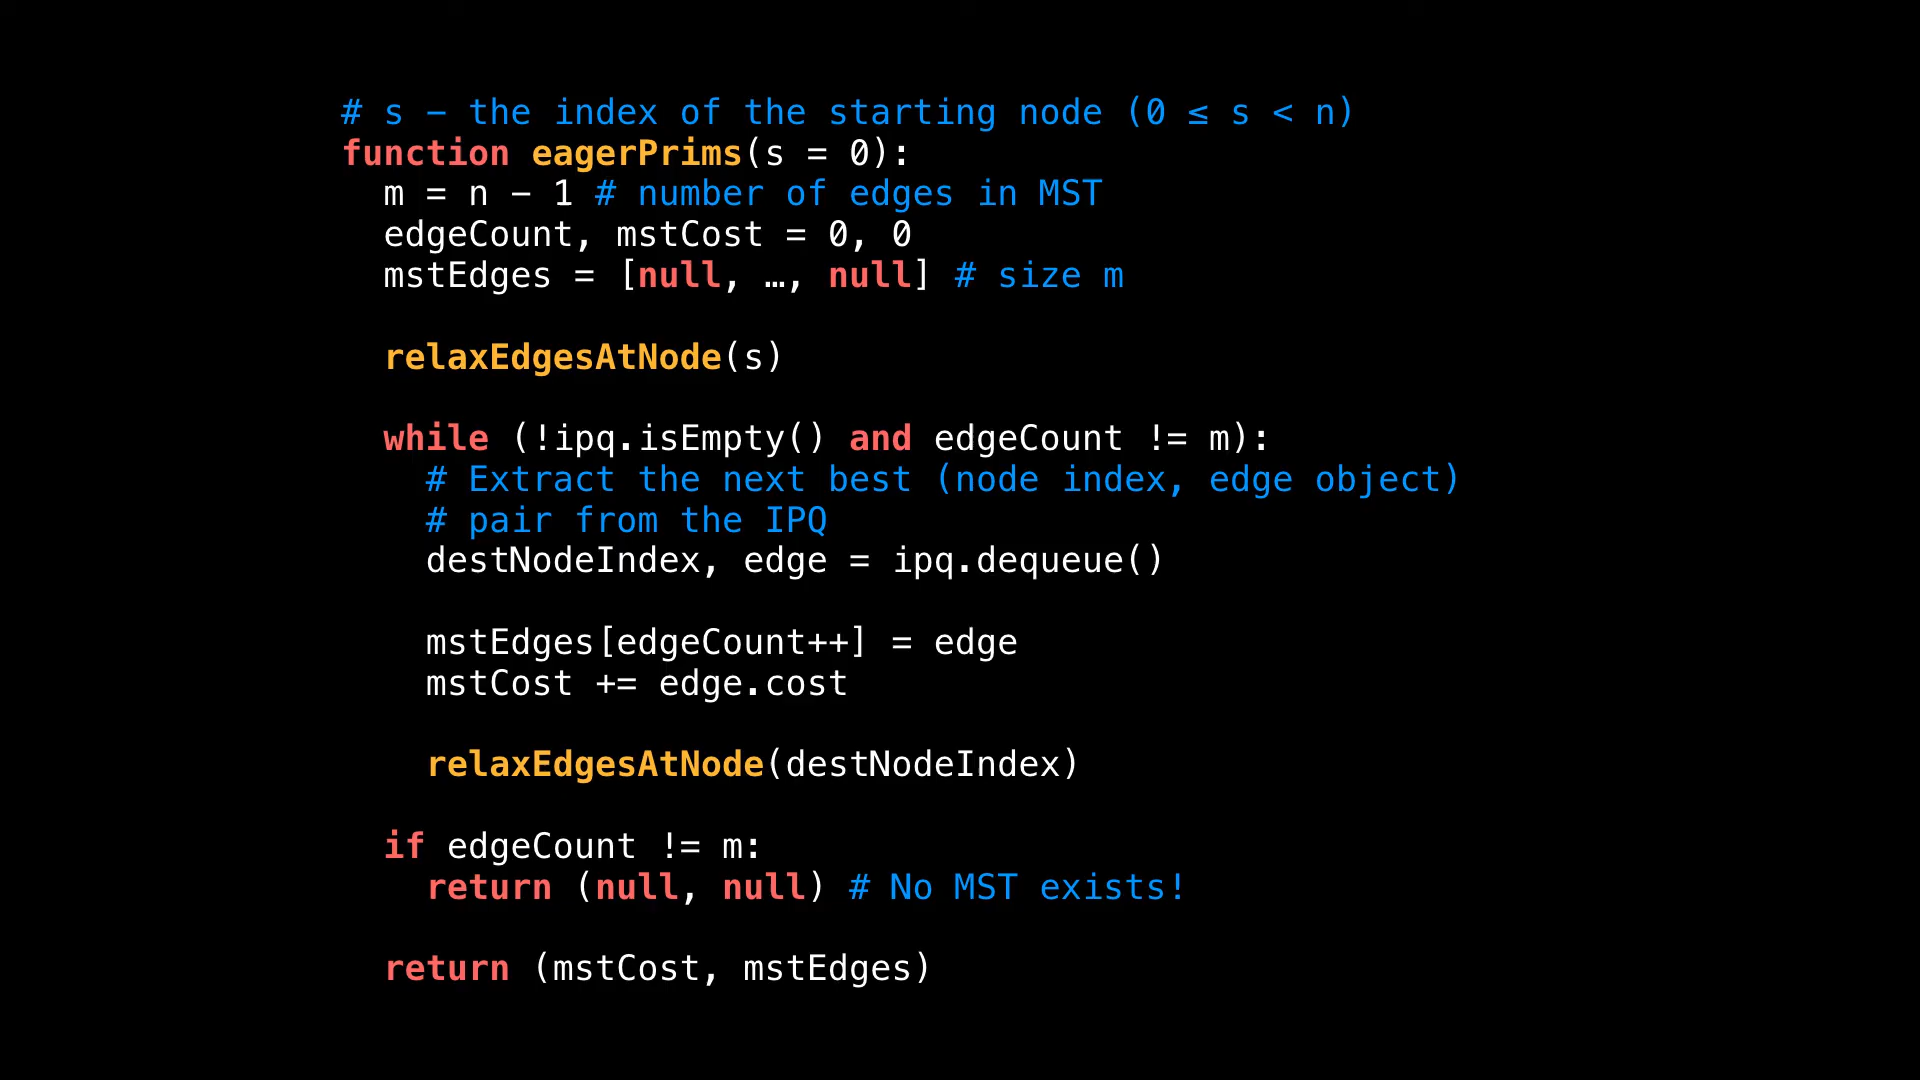 # s – the index of the starting node (0 ≤ s < n)
function eagerPrims(s = 0):
m = n – 1 # number of edges in MST
edgeCount, mstCost = 0, 0
mstEdges = [null, …, null] # size m
relaxEdgesAtNode(s)
while (!ipq.isEmpty() and edgeCount != m):
# Extract the next best (node index, edge object)
# pair from the IPQ
destNodeIndex, edge = ipq.dequeue()
mstEdges[edgeCount++] = edge
mstCost += edge.cost
relaxEdgesAtNode(destNodeIndex)
if edgeCount != m:
return (null, null) # No MST exists!
return (mstCost, mstEdges)